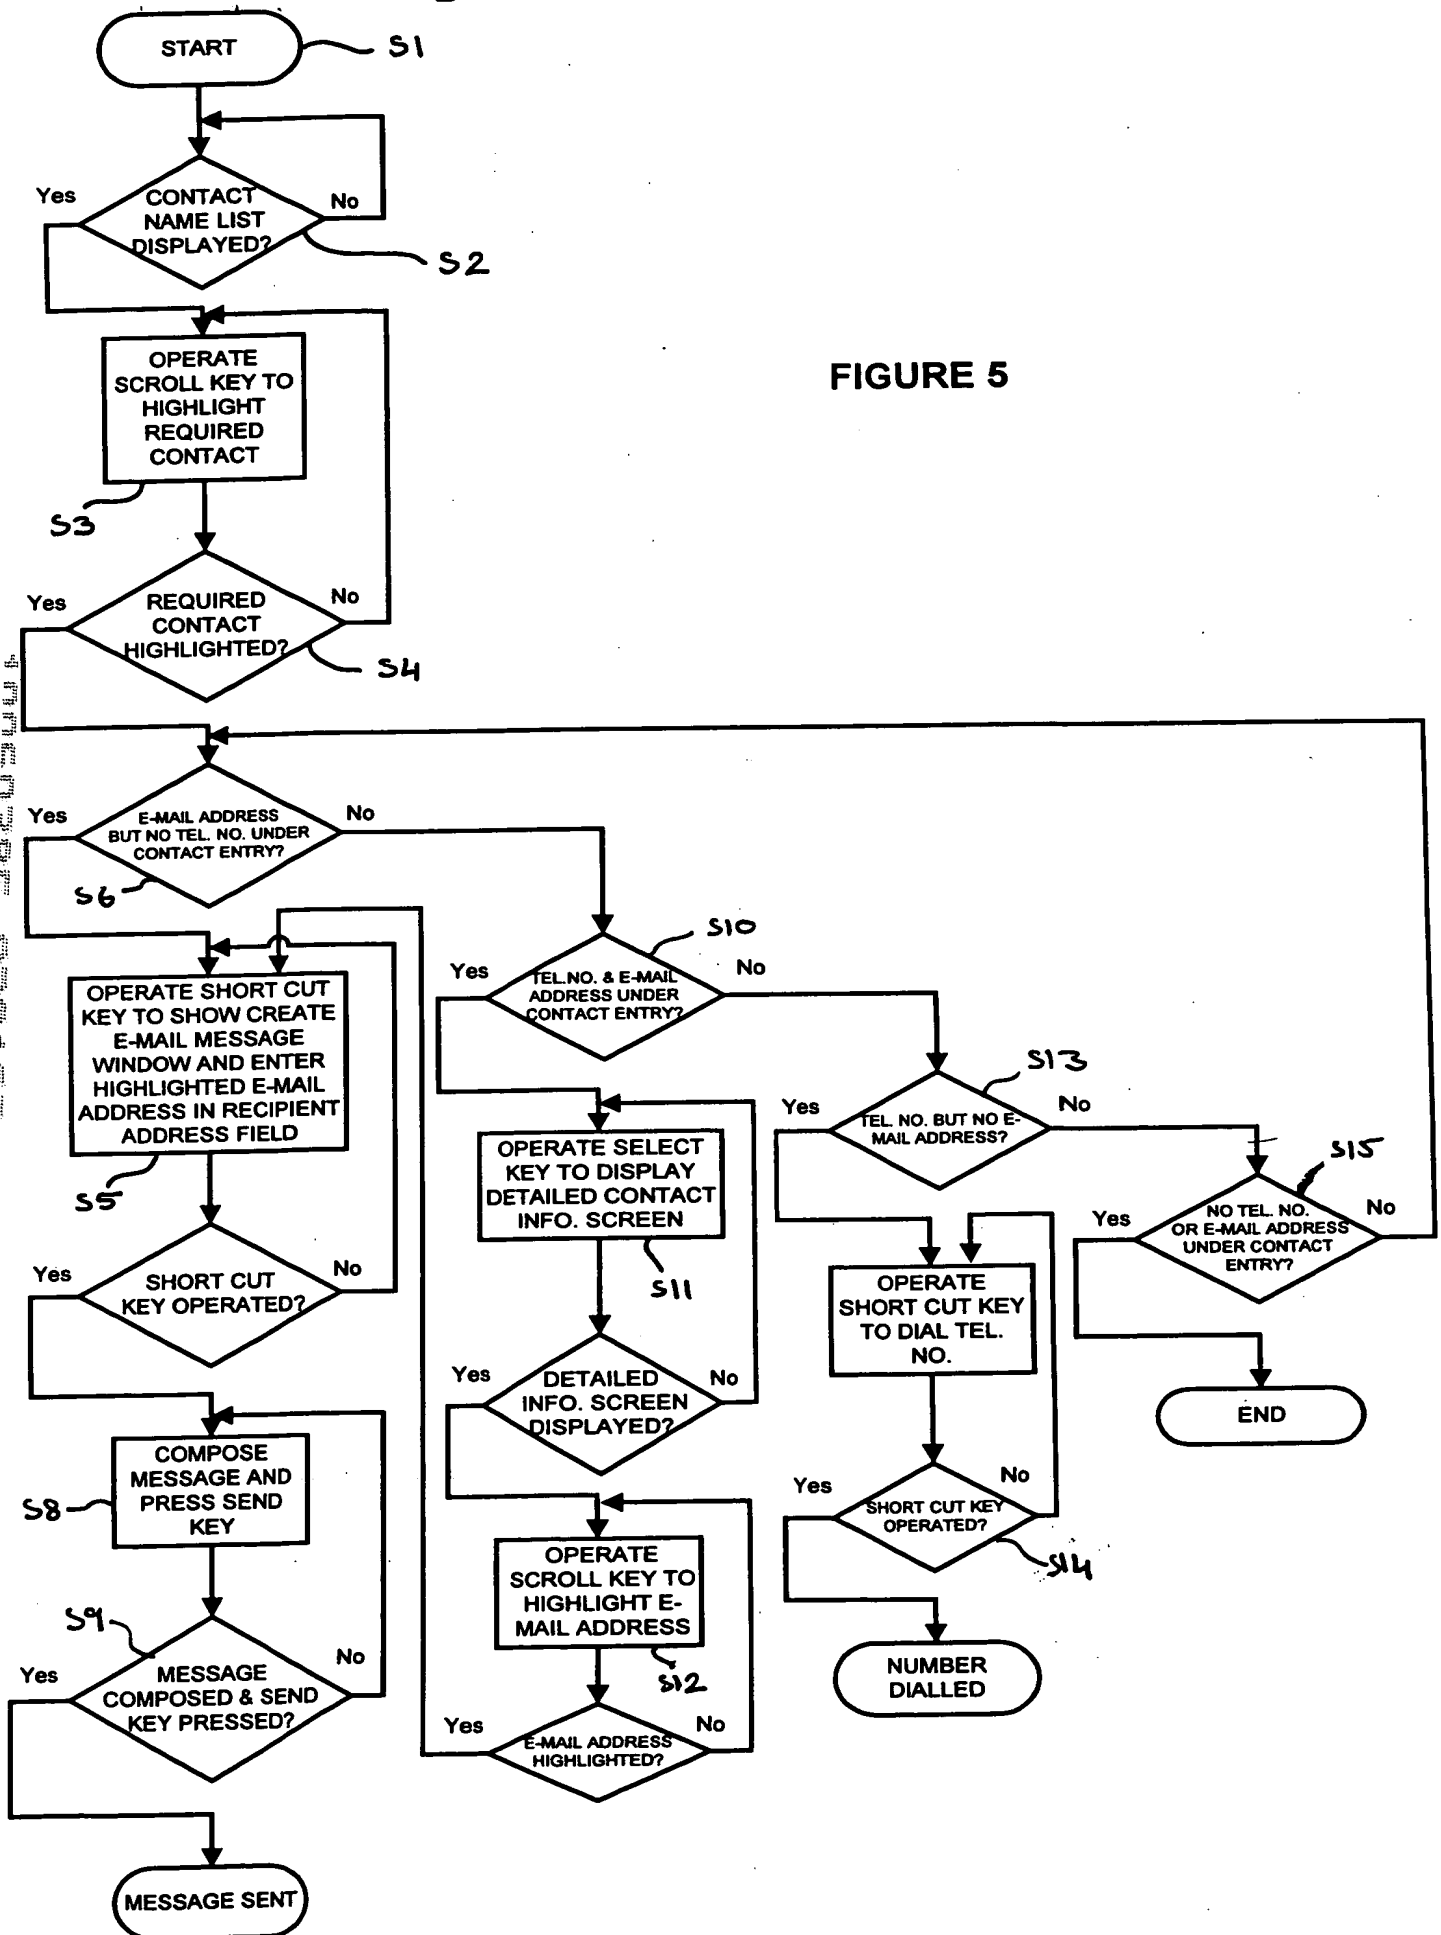 START
S1
Yes
CONTACT
NAME LIST
DISPLAYED?
No
S2
OPERATE
SCROLL KEY TO
HIGHLIGHT
REQUIRED
CONTACT
S3
FIGURE 5
Yes
REQUIRED
CONTACT
HIGHLIGHTED?
No
S4
Yes
E-MAIL ADDRESS
BUT NO TEL. NO. UNDER
CONTACT ENTRY?
No
S6
OPERATE SHORT CUT
KEY TO SHOW CREATE
E-MAIL MESSAGE
WINDOW AND ENTER
HIGHLIGHTED E-MAIL
ADDRESS IN RECIPIENT
ADDRESS FIELD
S5
Yes
SHORT CUT
KEY OPERATED?
No
COMPOSE
MESSAGE AND
PRESS SEND
KEY
S8
S9
Yes
MESSAGE
COMPOSED & SEND
KEY PRESSED?
No
MESSAGE SENT
S10
Yes
TEL.NO. & E-MAIL
ADDRESS UNDER
CONTACT ENTRY?
No
OPERATE SELECT
KEY TO DISPLAY
DETAILED CONTACT
INFO. SCREEN
S11
Yes
DETAILED
INFO. SCREEN
DISPLAYED?
No
OPERATE
SCROLL KEY TO
HIGHLIGHT E-
MAIL ADDRESS
S12
Yes
E-MAIL ADDRESS
HIGHLIGHTED?
No
S13
Yes
TEL. NO. BUT NO E-
MAIL ADDRESS?
No
OPERATE
SHORT CUT KEY
TO DIAL TEL.
NO.
Yes
SHORT CUT KEY
OPERATED?
No
S14
NUMBER
DIALLED
S15
Yes
NO TEL. NO.
OR E-MAIL ADDRESS
UNDER CONTACT
ENTRY?
No
END